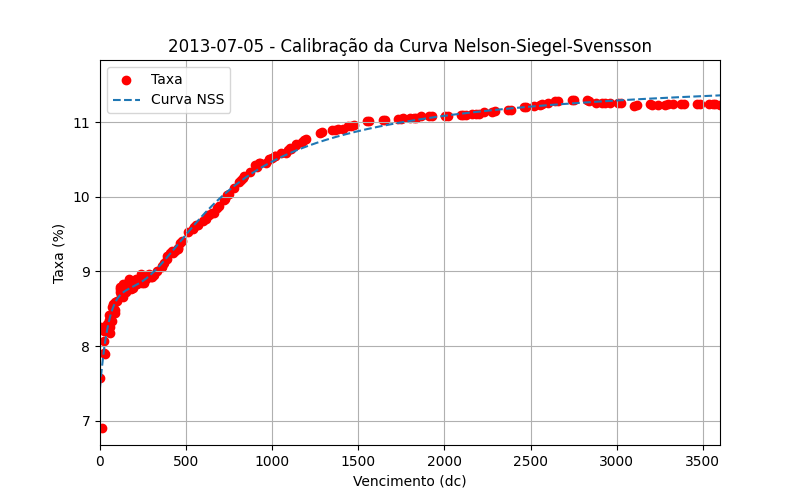 2013-07-05 - Calibração da Curva Nelson-Siegel-Svensson
Taxa
Curva NSS
Taxa (%)
11
10
9
8
7
0 500 1000 1500 2000 2500 3000 3500
Vencimento (dc)